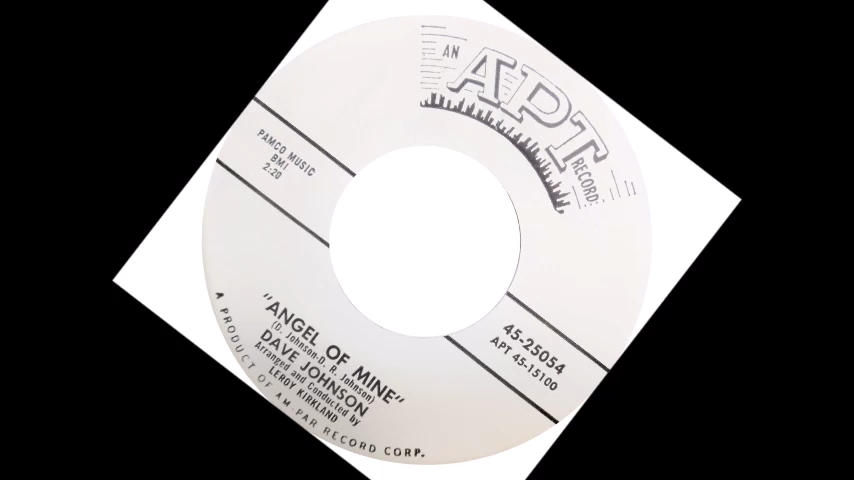 AN
APT
RECORD
PAMCO MUSIC
BMI
2:20
45-25054
APT 45-15100
"ANGEL OF MINE"
(D. Johnson-D. R. Johnson)
DAVE JOHNSON
Arranged and Conducted by
LEROY KIRKLAND
A PRODUCT OF AM-PAR RECORD CORP.